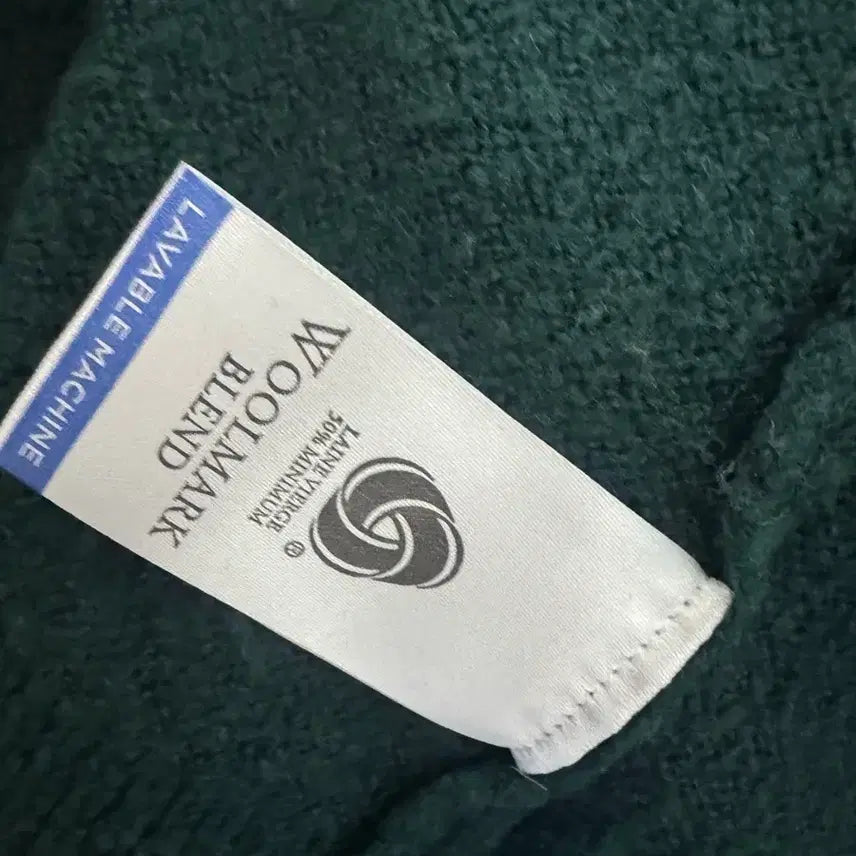 ®
LAINE VIERGE
50% MINIMUM
WOOLMARK
BLEND
LAVABLE MACHINE